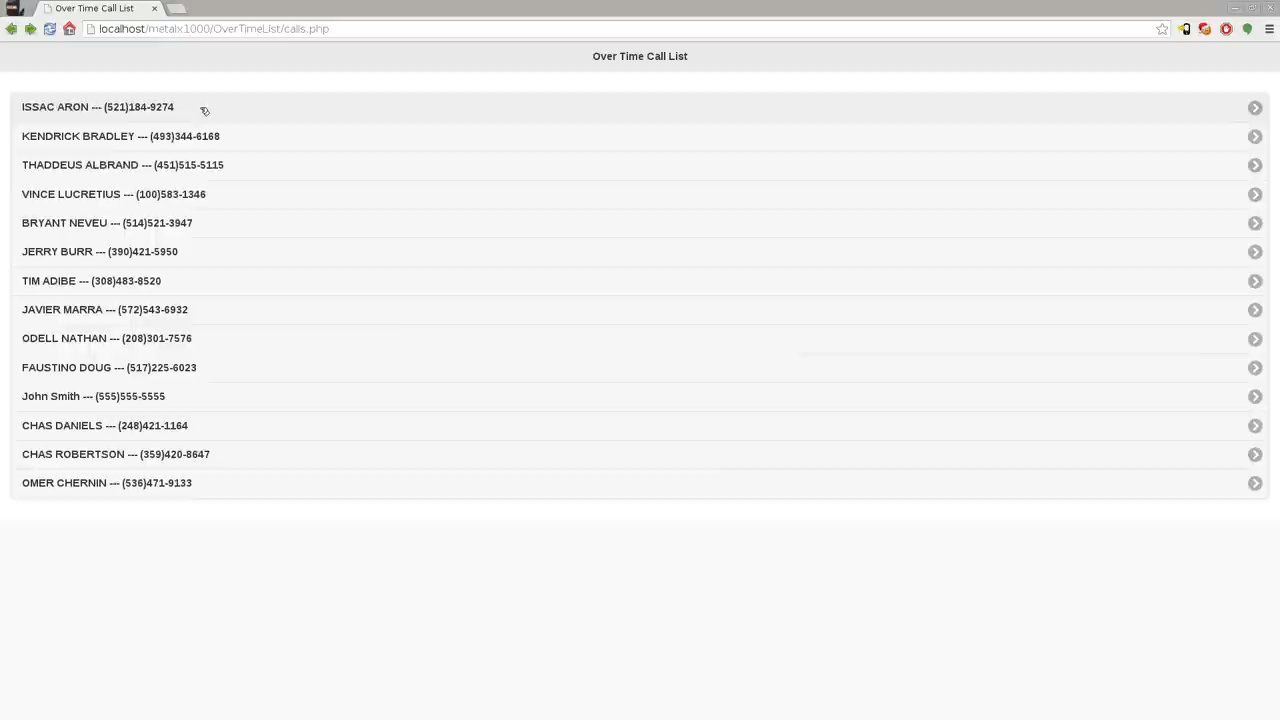 Over Time Call List
localhost/metalx1000/OverTimeList/calls.php
Over Time Call List
ISSAC ARON --- (521)184-9274
KENDRICK BRADLEY --- (493)344-6168
THADDEUS ALBRAND --- (451)515-5115
VINCE LUCRETIUS --- (100)583-1346
BRYANT NEVEU --- (514)521-3947
JERRY BURR --- (390)421-5950
TIM ADIBE --- (308)483-8520
JAVIER MARRA --- (572)543-6932
ODELL NATHAN --- (208)301-7576
FAUSTINO DOUG --- (517)225-6023
John Smith --- (555)555-5555
CHAS DANIELS --- (248)421-1164
CHAS ROBERTSON --- (359)420-8647
OMER CHERNIN --- (536)471-9133